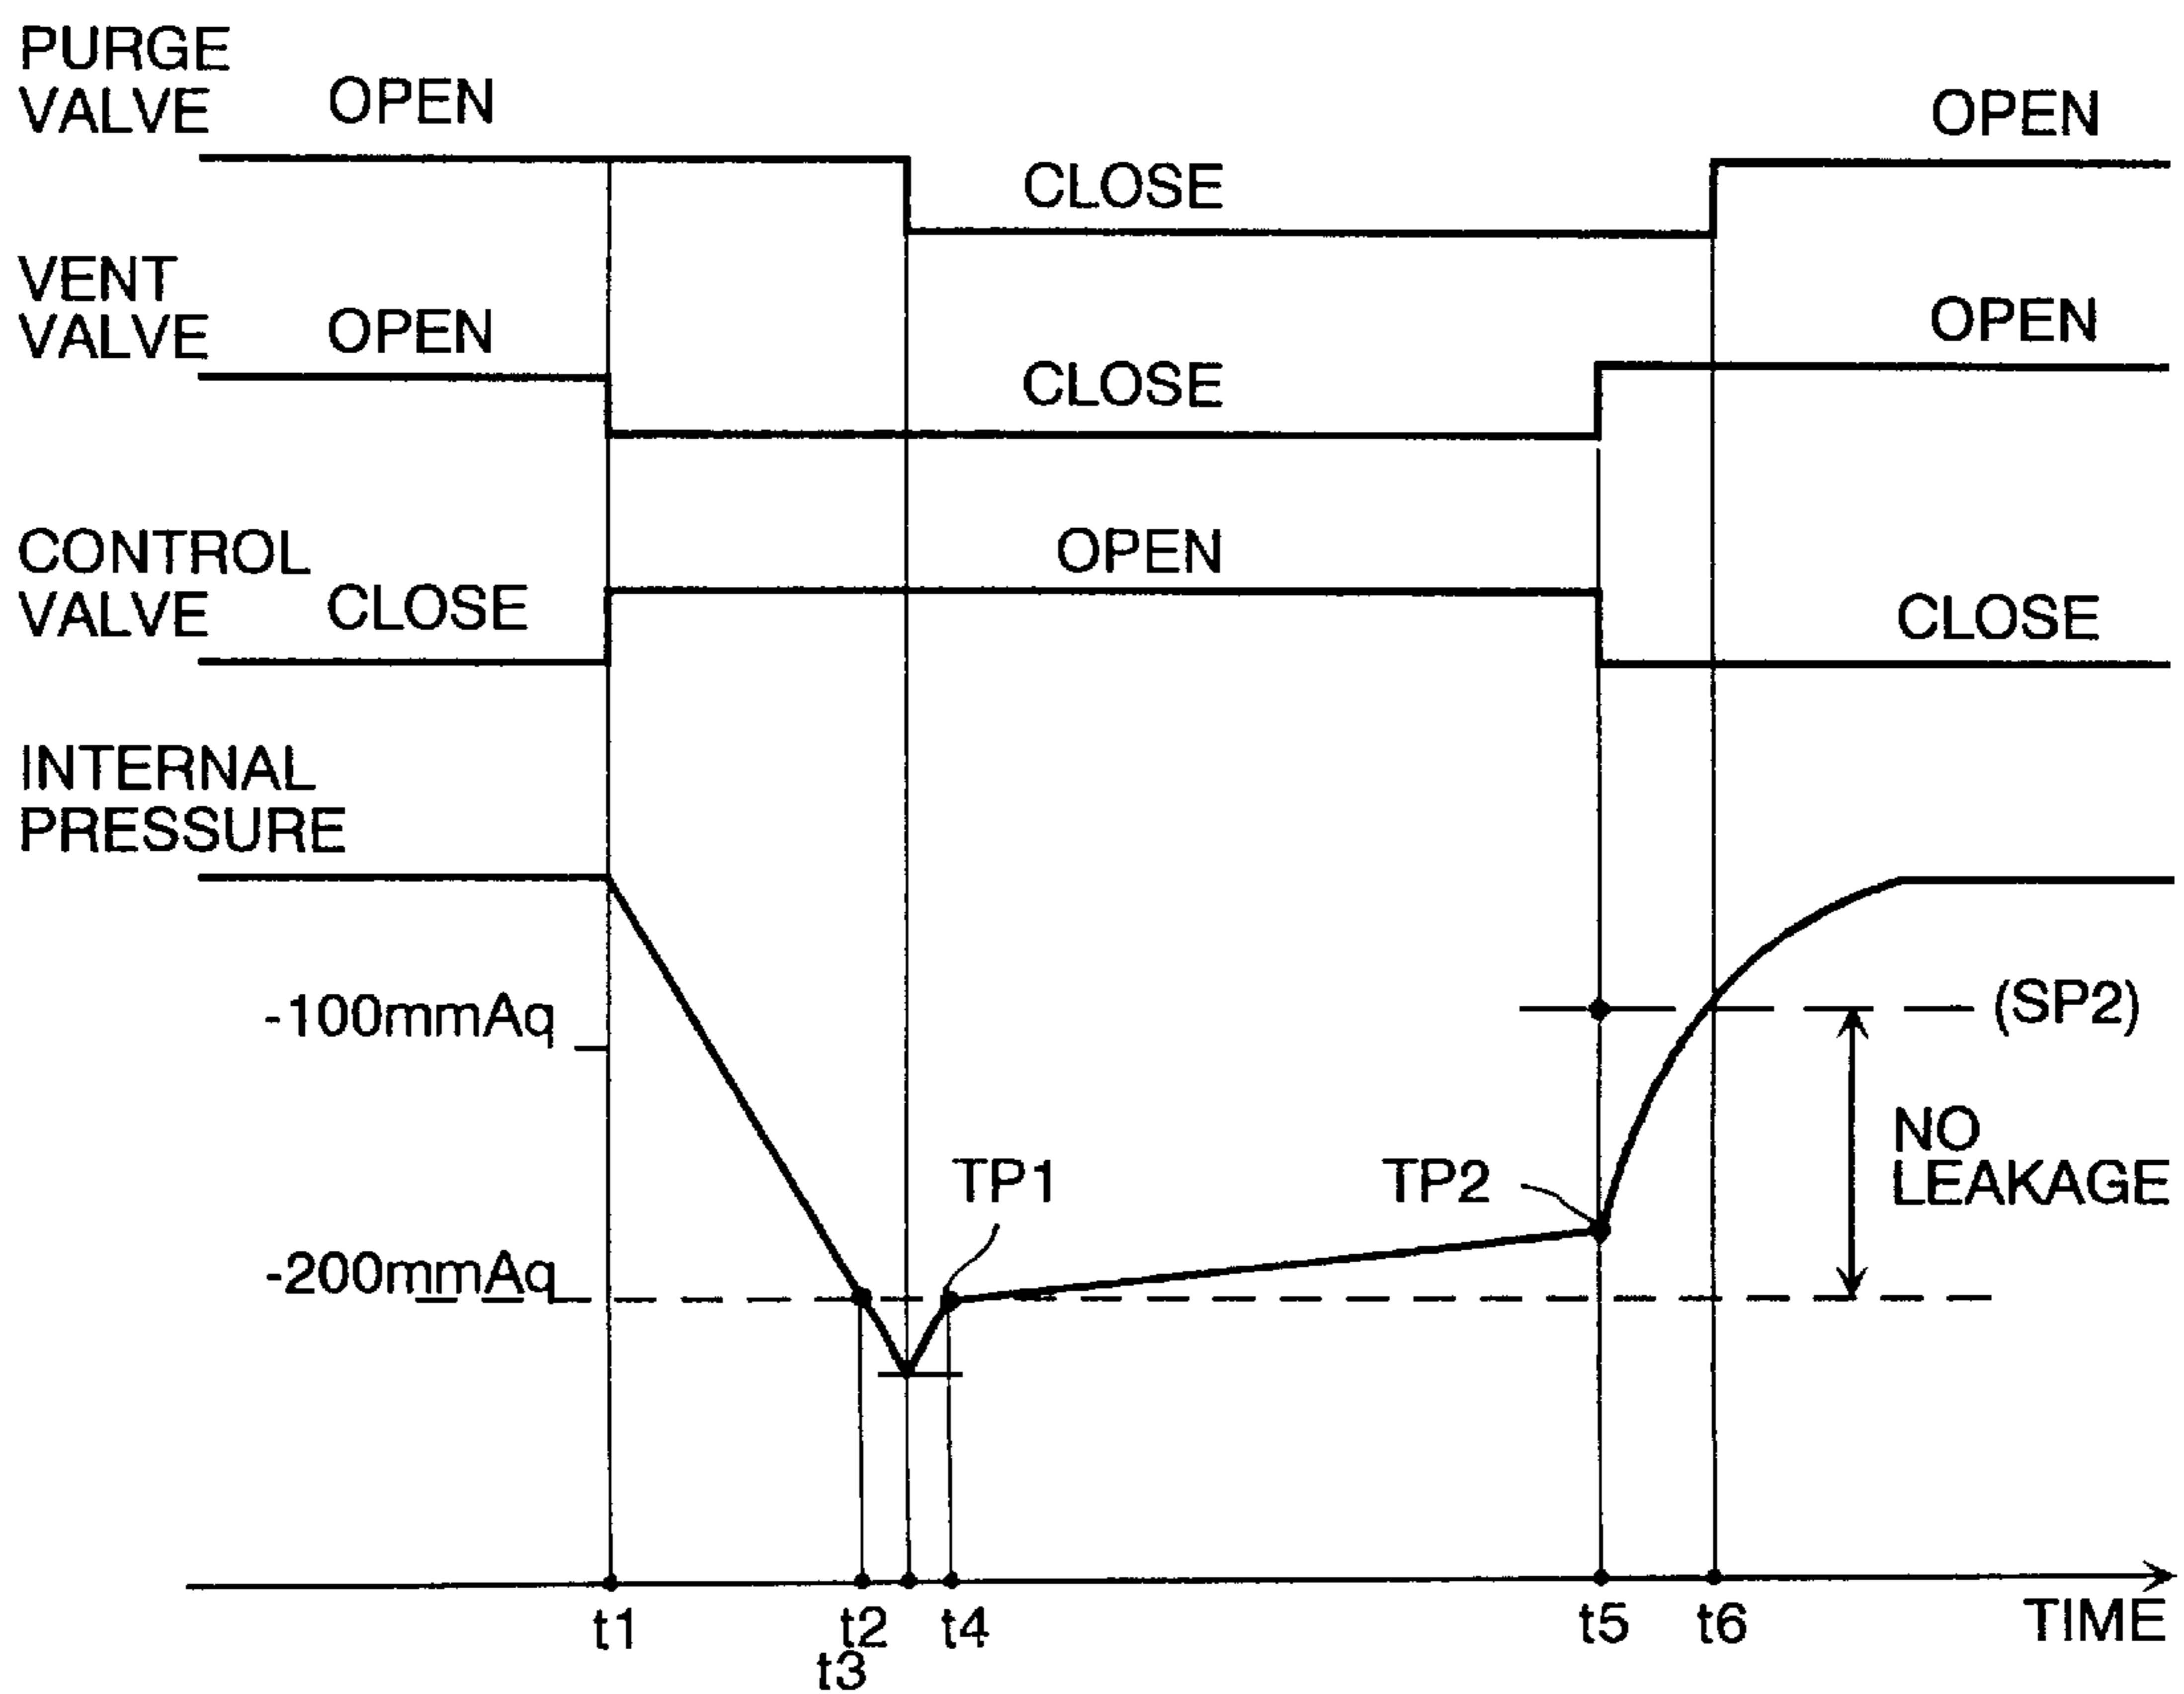 PURGE
VALVE
OPEN
CLOSE
OPEN
VENT
VALVE
OPEN
CLOSE
OPEN
CONTROL
VALVE
CLOSE
OPEN
CLOSE
INTERNAL
PRESSURE
-100mmAq
(SP2)
NO
LEAKAGE
TP1
TP2
-200mmAq
t1
t2
t3
t4
t5
t6
TIME